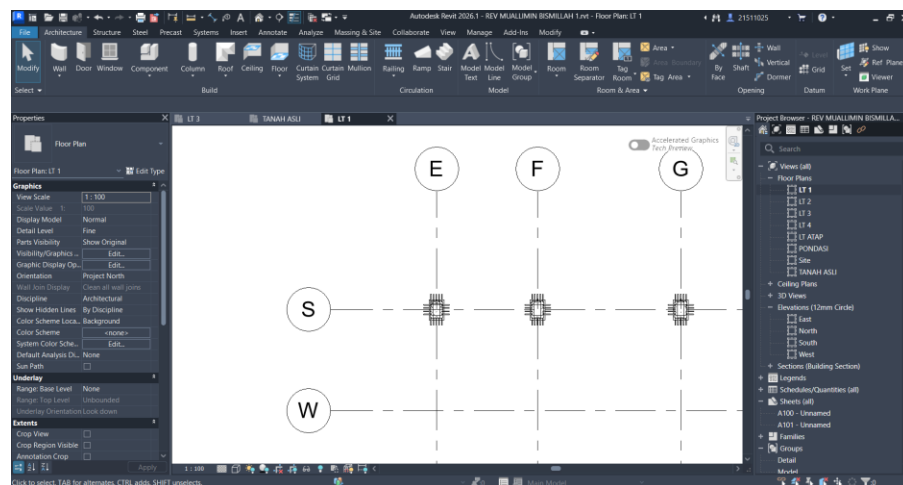 Autodesk Revit 2026.1 - REV MUALLIMIN BISMILLAH 1.rvt - Floor Plan: LT 1
21511025
File Architecture Structure Steel Precast Systems Insert Annotate Analyze Massing & Site Collaborate View Manage Add-Ins Modify
Modify Wall Door Window Component Column Roof Ceiling Floor Curtain System Curtain Grid Mullion Railing Ramp Stair Model Text Model Line Model Group Room Room Separator Tag Room Area Area Boundary Tag Area By Face Shaft Wall Vertical Dormer Level Grid Set Show Ref Plane Viewer
Select Build Circulation Model Room & Area Opening Datum Work Plane
Properties
Floor Plan
Floor Plan: LT 1 Edit Type
Graphics
View Scale 1 : 100
Scale Value 1: 100
Display Model Normal
Detail Level Fine
Parts Visibility Show Original
Visibility/Graphics ... Edit...
Graphic Display Op... Edit...
Orientation Project North
Wall Join Display Clean all wall joins
Discipline Architectural
Show Hidden Lines By Discipline
Color Scheme Loca... Background
Color Scheme <none>
System Color Sche... Edit...
Default Analysis Di... None
Sun Path
Underlay
Range: Base Level None
Range: Top Level Unbounded
Underlay Orientation Look down
Extents
Crop View
Crop Region Visible
Annotation Crop
Apply
LT 3 TANAH ASLI LT 1
Accelerated Graphics
Tech Preview
E F G
S
W
1 : 100
Project Browser - REV MUALLIMIN BISMILLA...
Search
Views (all)
Floor Plans
LT 1
LT 2
LT 3
LT 4
LT ATAP
PONDASI
Site
TANAH ASLI
Ceiling Plans
3D Views
Elevations (12mm Circle)
East
North
South
West
Sections (Building Section)
Legends
Schedules/Quantities (all)
Sheets (all)
A100 - Unnamed
A101 - Unnamed
Families
Groups
Detail
Model
Click to select, TAB for alternates, CTRL adds, SHIFT unselects.
Main Model